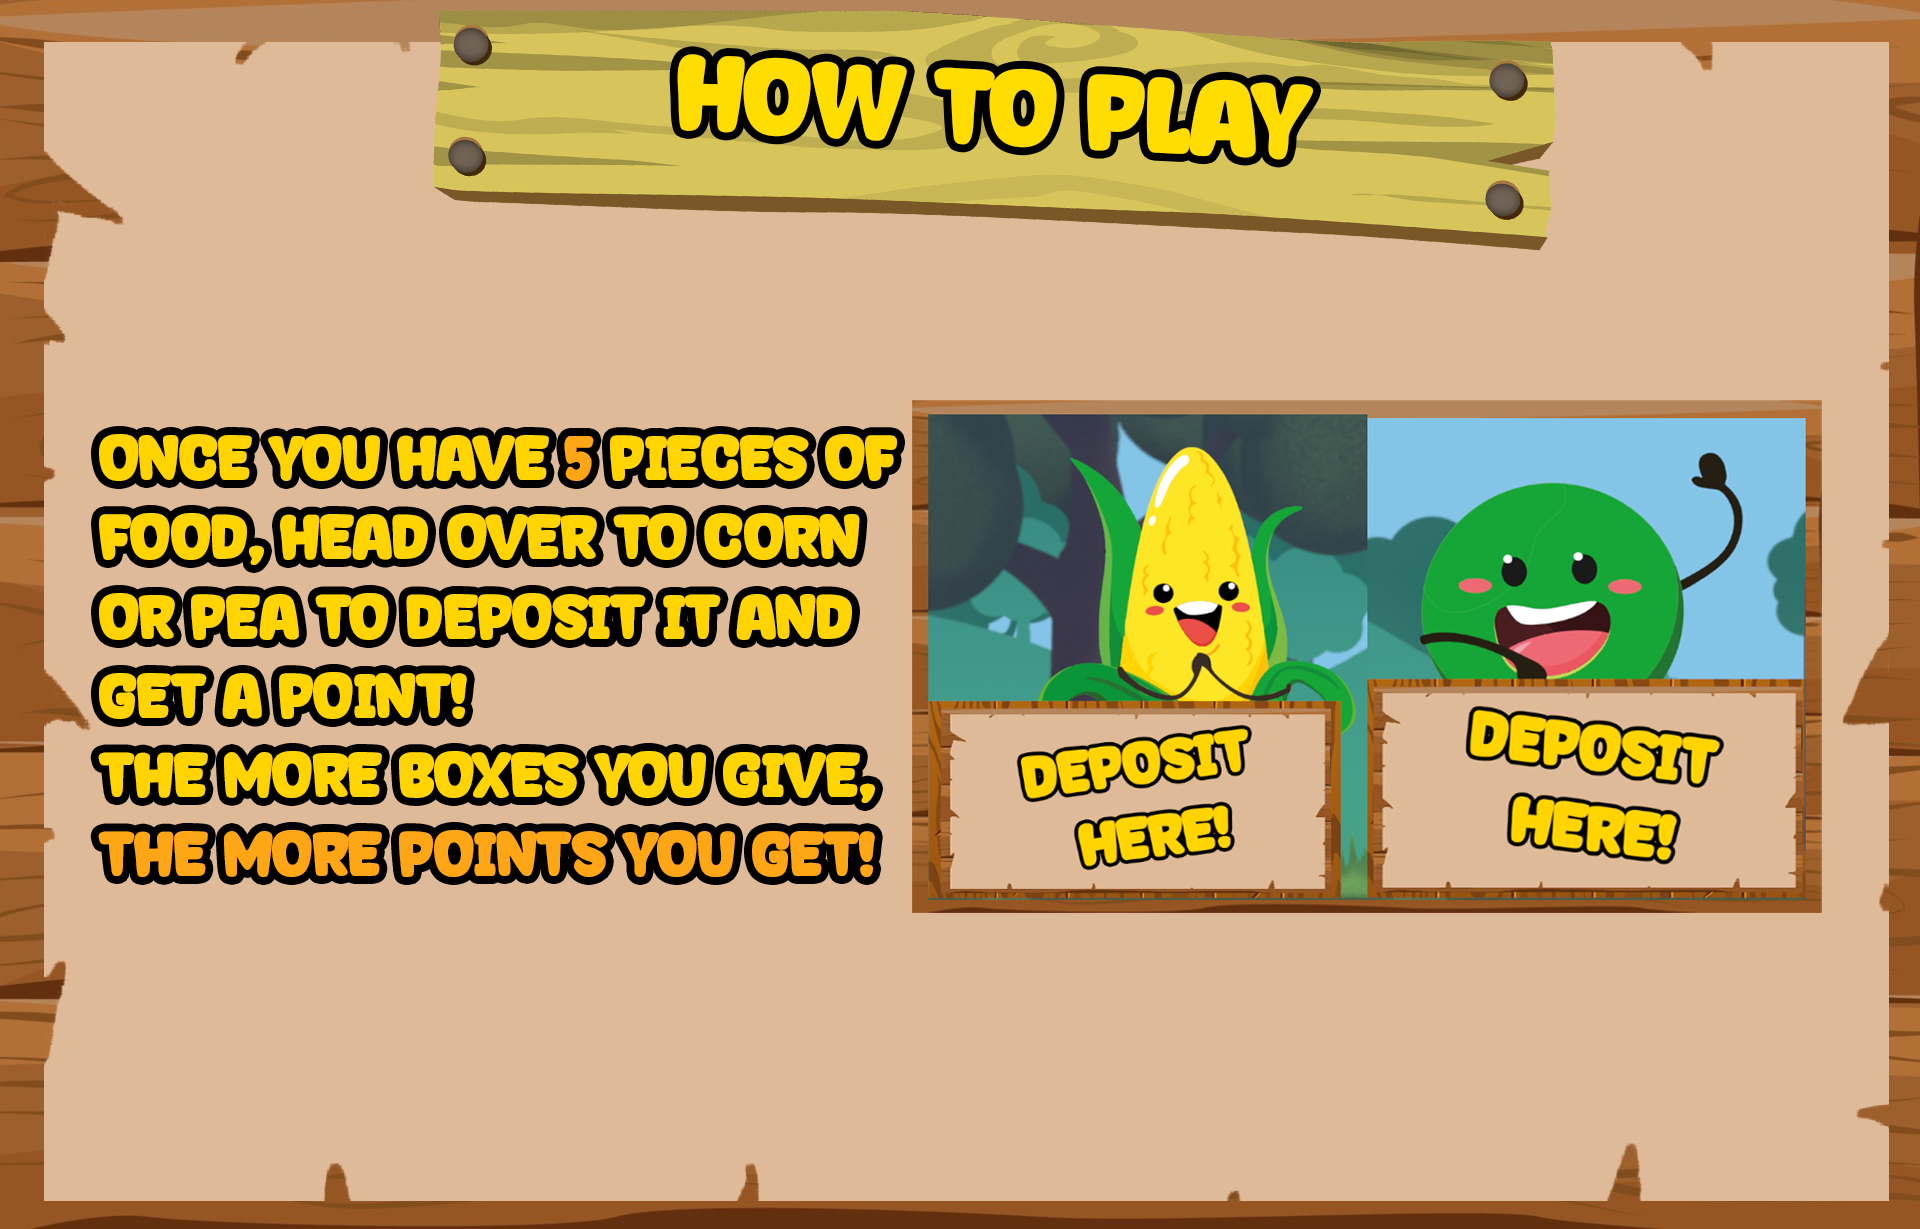 HOW TO PLAY
ONCE YOU HAVE 5 PIECES OF
FOOD, HEAD OVER TO CORN
OR PEA TO DEPOSIT IT AND
GET A POINT!
THE MORE BOXES YOU GIVE,
THE MORE POINTS YOU GET!
DEPOSIT
HERE!
DEPOSIT
HERE!